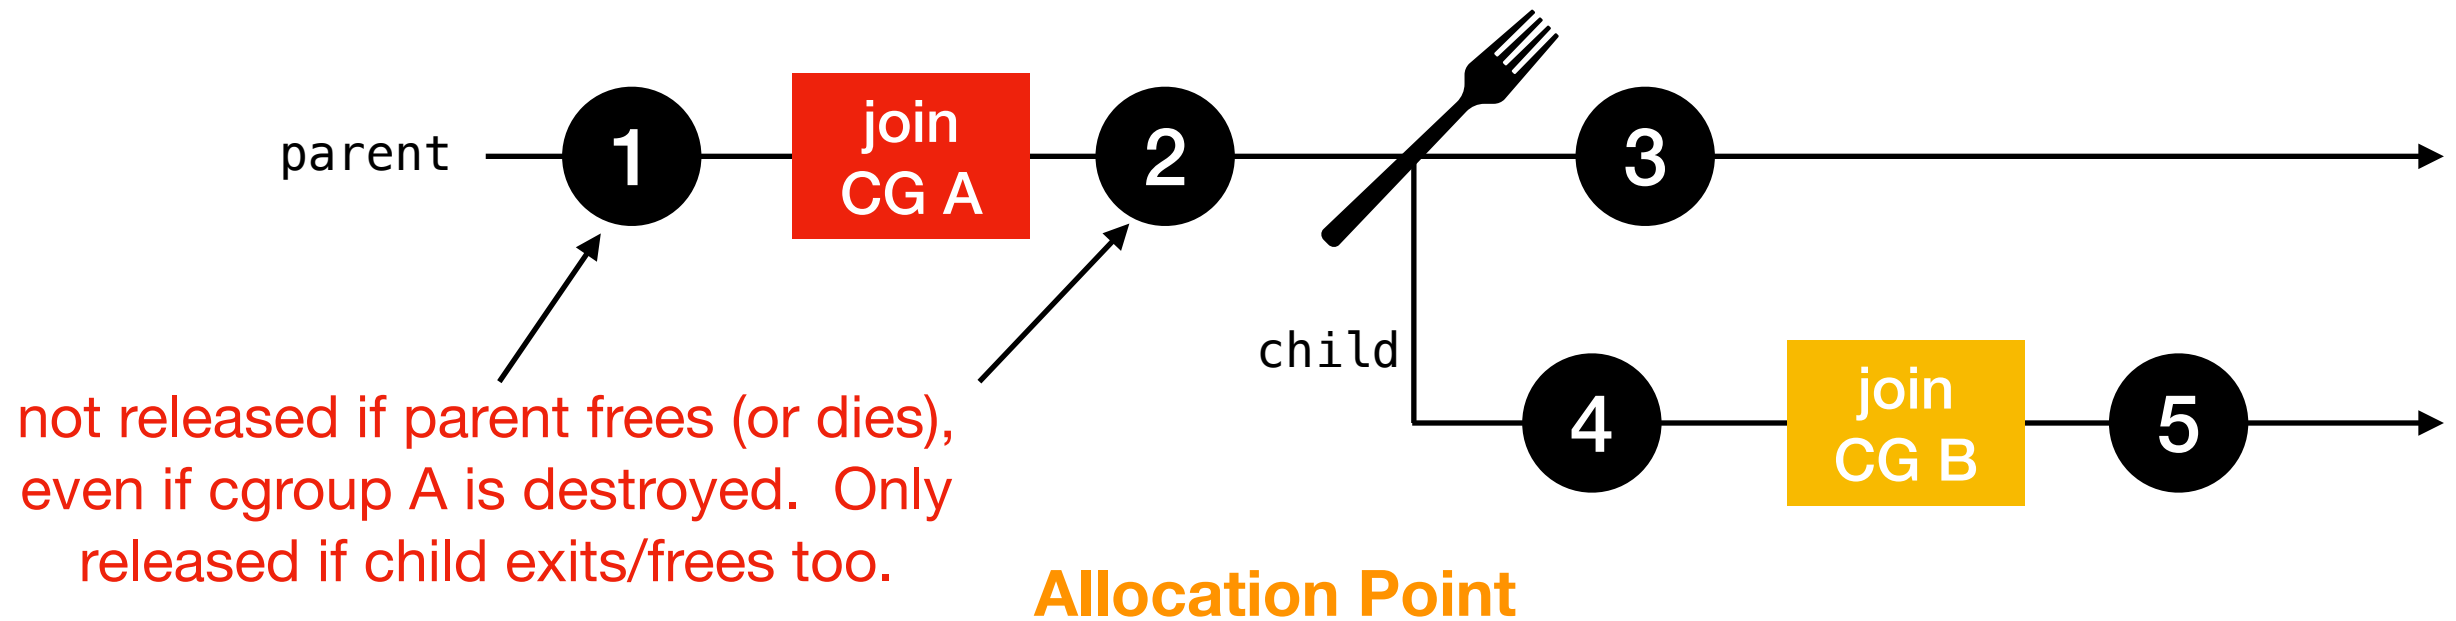 parent
1
join
CG A
2
3
child
4
join
CG B
5
not released if parent frees (or dies),
even if cgroup A is destroyed.  Only
released if child exits/frees too.
Allocation Point